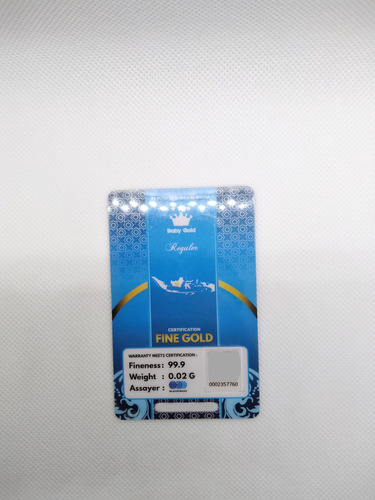 Baby Gold
Reguler
CERTIFICATION
FINE GOLD
WARRANTY MEETS CERTIFICATION :
Fineness : 99.9
Weight : 0.02 G
Assayer :
0002357760